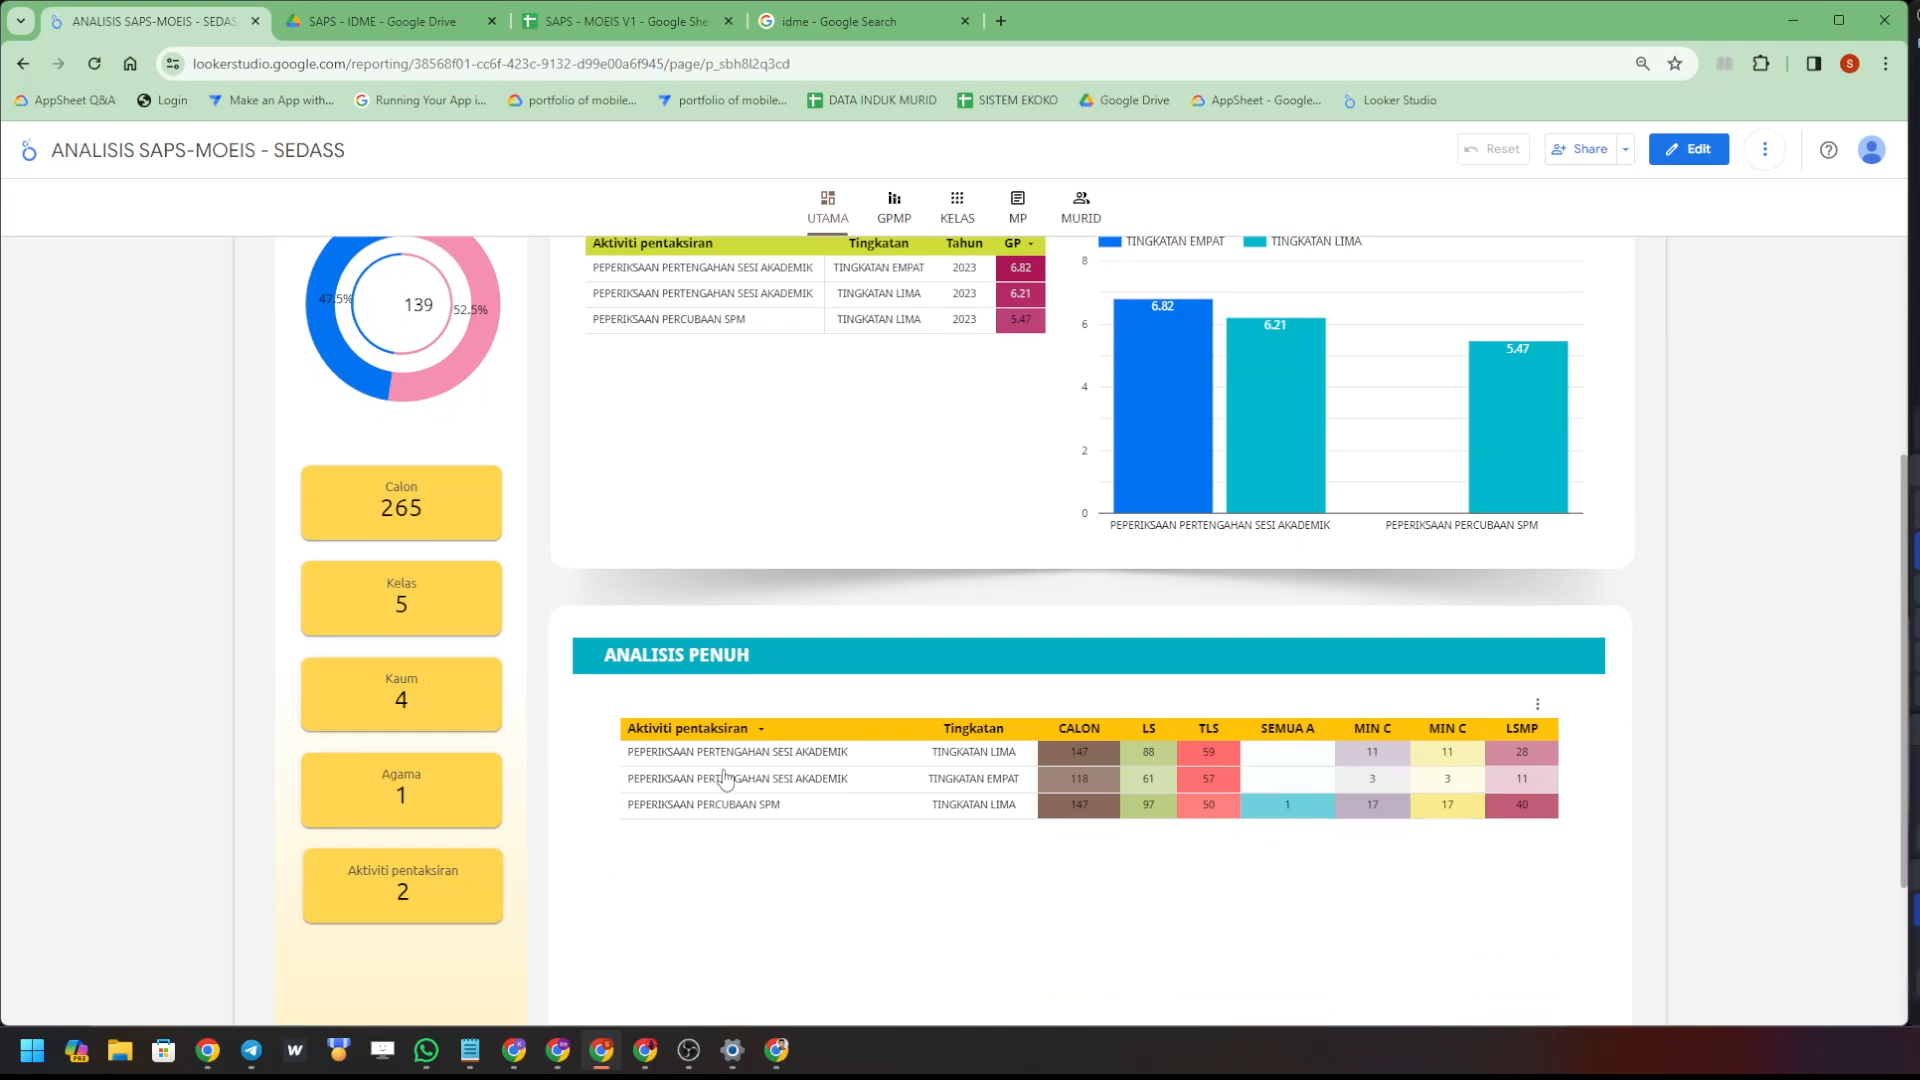 ANALISIS SAPS-MOEIS - SEDAS
SAPS - IDME - Google Drive
SAPS - MOEIS V1 - Google She
idme - Google Search
lookerstudio.google.com/reporting/38568f01-cc6f-423c-9132-d99e00a6f945/page/p_sbh8l2q3cd
S
AppSheet Q&A
Login
Make an App with...
Running Your App i...
portfolio of mobile...
portfolio of mobile...
DATA INDUK MURID
SISTEM EKOKO
Google Drive
AppSheet - Google...
Looker Studio
ANALISIS SAPS-MOEIS - SEDASS
Reset
Share
Edit
UTAMA
GPMP
KELAS
MP
MURID
47.5%
139
52.5%
Calon
265
Kelas
5
Kaum
4
Agama
1
Aktiviti pentaksiran
2
Aktiviti pentaksiran Tingkatan Tahun GP
PEPERIKSAAN PERTENGAHAN SESI AKADEMIK TINGKATAN EMPAT 2023 6.82
PEPERIKSAAN PERTENGAHAN SESI AKADEMIK TINGKATAN LIMA 2023 6.21
PEPERIKSAAN PERCUBAAN SPM TINGKATAN LIMA 2023 5.47
TINGKATAN EMPAT TINGKATAN LIMA
8
6
4
2
0
6.82
6.21
5.47
PEPERIKSAAN PERTENGAHAN SESI AKADEMIK
PEPERIKSAAN PERCUBAAN SPM
ANALISIS PENUH
Aktiviti pentaksiran Tingkatan CALON LS TLS SEMUA A MIN C MIN C LSMP
PEPERIKSAAN PERTENGAHAN SESI AKADEMIK TINGKATAN LIMA 147 88 59 11 11 28
PEPERIKSAAN PERTENGAHAN SESI AKADEMIK TINGKATAN EMPAT 118 61 57 3 3 11
PEPERIKSAAN PERCUBAAN SPM TINGKATAN LIMA 147 97 50 1 17 17 40